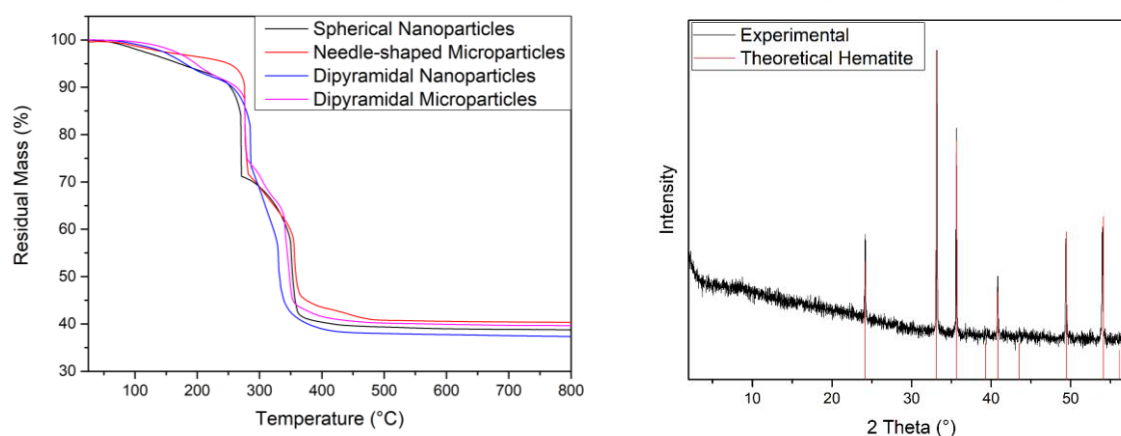 Spherical Nanoparticles
Needle-shaped Microparticles
Dipyramidal Nanoparticles
Dipyramidal Microparticles
100
90
80
70
60
50
40
30
Residual Mass (%)
0 100 200 300 400 500 600 700 800
Temperature (°C)
Experimental
Theoretical Hematite
Intensity
10 20 30 40 50
2 Theta (°)